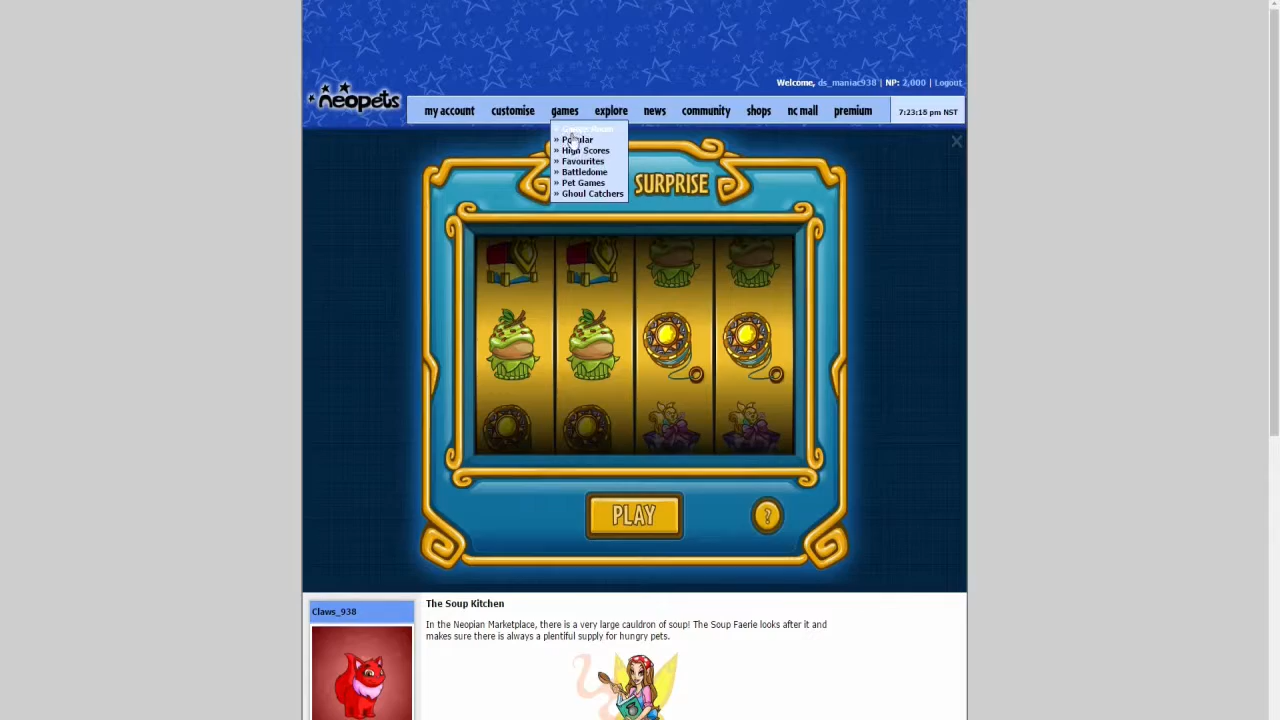 Welcome, ds_maniac938 | NP: 2,000 | Logout
neopets
my account customise games explore news community shops nc mall premium 7:23:15 pm NST
» Games Room
» Popular
» High Scores
» Favourites
» Battledome
» Pet Games
» Ghoul Catchers
SURPRISE
PLAY
?
Claws_938
The Soup Kitchen
In the Neopian Marketplace, there is a very large cauldron of soup! The Soup Faerie looks after it and
makes sure there is always a plentiful supply for hungry pets.